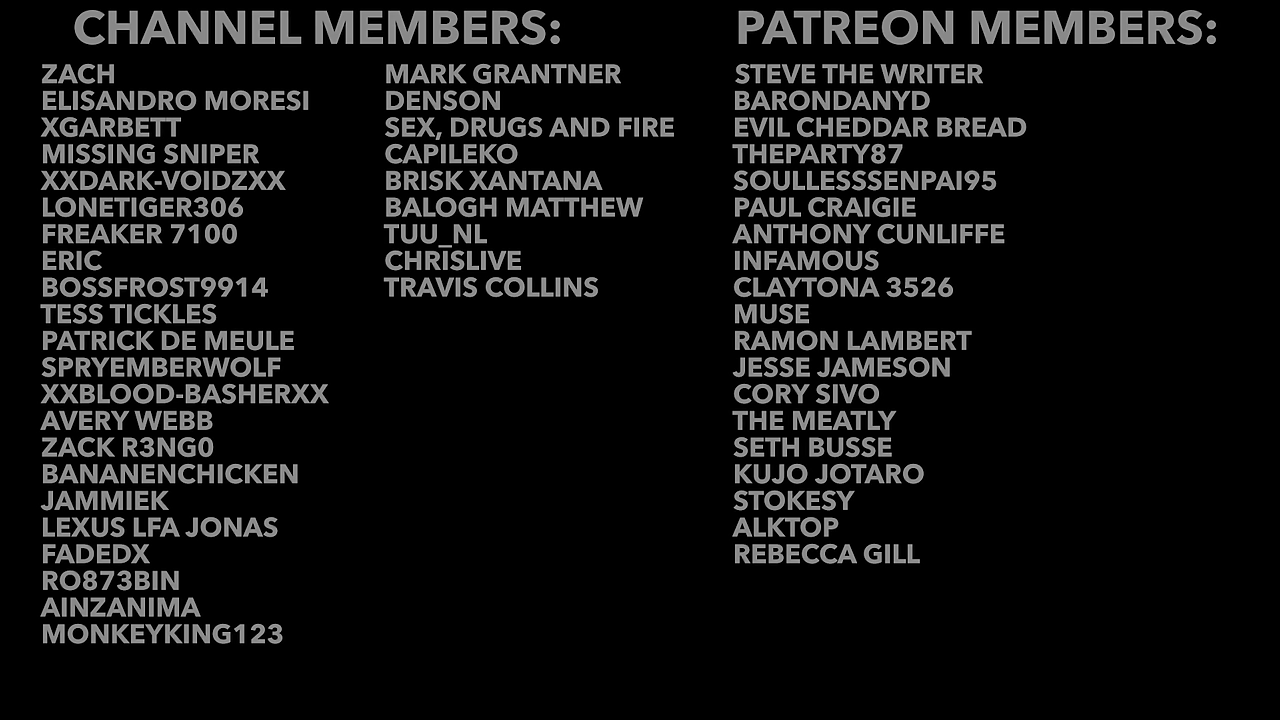 CHANNEL MEMBERS:
ZACH
ELISANDRO MORESI
XGARBETT
MISSING SNIPER
XXDARK-VOIDZXX
LONETIGER306
FREAKER 7100
ERIC
BOSSFROST9914
TESS TICKLES
PATRICK DE MEULE
SPRYEMBERWOLF
XXBLOOD-BASHERXX
AVERY WEBB
ZACK R3NG0
BANANENCHICKEN
JAMMIEK
LEXUS LFA JONAS
FADEDX
RO873BIN
AINZANIMA
MONKEYKING123
MARK GRANTNER
DENSON
SEX, DRUGS AND FIRE
CAPILEKO
BRISK XANTANA
BALOGH MATTHEW
TUU_NL
CHRISLIVE
TRAVIS COLLINS
PATREON MEMBERS:
STEVE THE WRITER
BARONDANYD
EVIL CHEDDAR BREAD
THEPARTY87
SOULLESSSENPAI95
PAUL CRAIGIE
ANTHONY CUNLIFFE
INFAMOUS
CLAYTONA 3526
MUSE
RAMON LAMBERT
JESSE JAMESON
CORY SIVO
THE MEATLY
SETH BUSSE
KUJO JOTARO
STOKESY
ALKTOP
REBECCA GILL